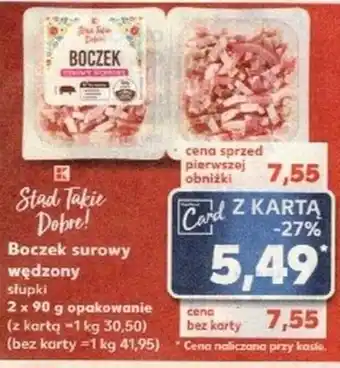 Stąd Takie
Dobre!
BOCZEK
SUROWY WĘDZONY
cena sprzed
pierwszej
obniżki
7,55
Stąd Takie
Dobre!
Card
Z KARTĄ
-27%
5,49*
Boczek surowy
wędzony
słupki
2 x 90 g opakowanie
(z kartą =1 kg 30,50)
(bez karty =1 kg 41,95)
cena
bez karty
7,55
* Cena naliczana przy kasie.